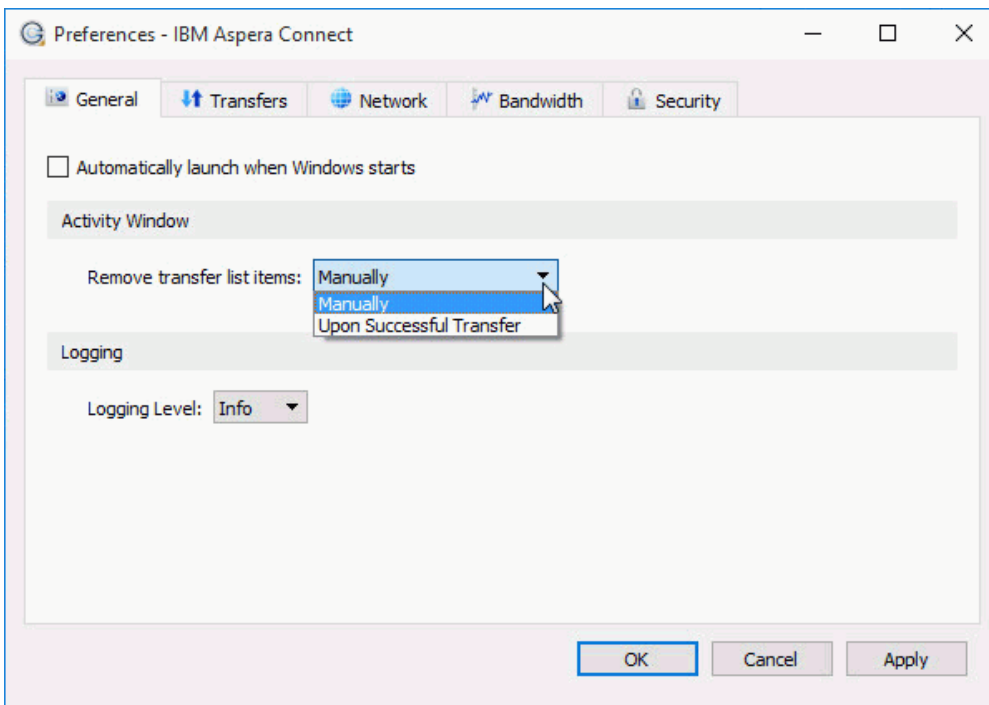 Preferences - IBM Aspera Connect
General Transfers Network Bandwidth Security
Automatically launch when Windows starts
Activity Window
Remove transfer list items: Manually
Manually
Upon Successful Transfer
Logging
Logging Level: Info
OK Cancel Apply